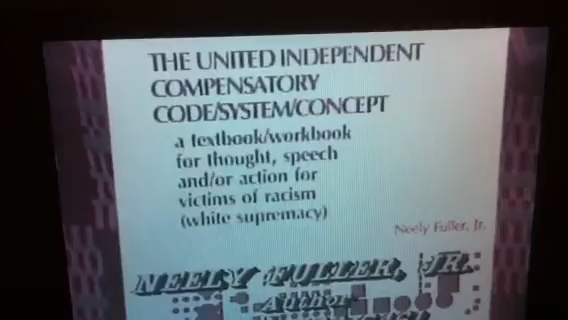 THE UNITED INDEPENDENT
COMPENSATORY
CODE/SYSTEM/CONCEPT
a textbook/workbook
for thought, speech
and/or action for
victims of racism
(white supremacy)
Neely Fuller, Jr.
NEELY FULLER, JR.
Author